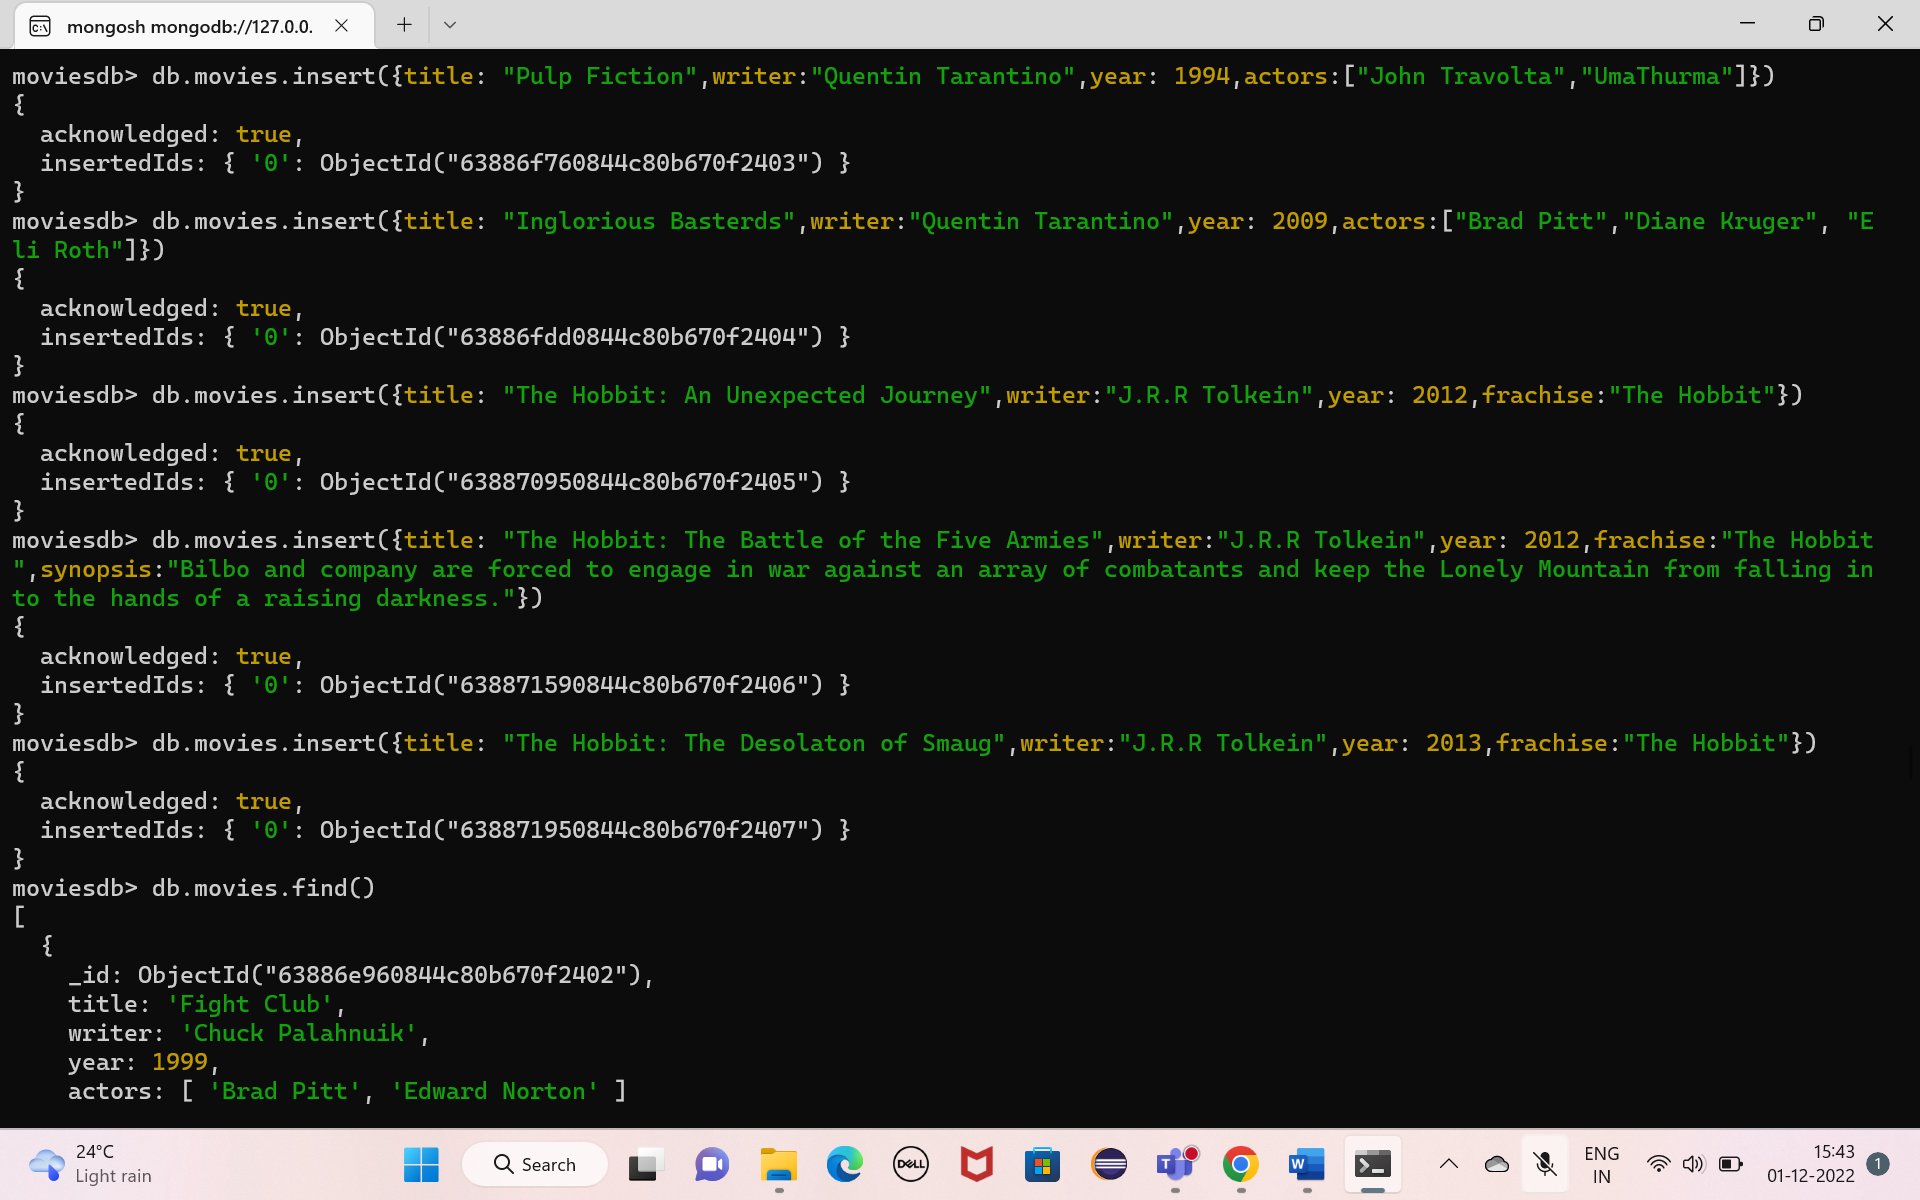 mongosh mongodb://127.0.0.
moviesdb> db.movies.insert({title: "Pulp Fiction",writer:"Quentin Tarantino",year: 1994,actors:["John Travolta","UmaThurma"]})
{
  acknowledged: true,
  insertedIds: { '0': ObjectId("63886f760844c80b670f2403") }
}
moviesdb> db.movies.insert({title: "Inglorious Basterds",writer:"Quentin Tarantino",year: 2009,actors:["Brad Pitt","Diane Kruger", "E
li Roth"]})
{
  acknowledged: true,
  insertedIds: { '0': ObjectId("63886fdd0844c80b670f2404") }
}
moviesdb> db.movies.insert({title: "The Hobbit: An Unexpected Journey",writer:"J.R.R Tolkein",year: 2012,frachise:"The Hobbit"})
{
  acknowledged: true,
  insertedIds: { '0': ObjectId("638870950844c80b670f2405") }
}
moviesdb> db.movies.insert({title: "The Hobbit: The Battle of the Five Armies",writer:"J.R.R Tolkein",year: 2012,frachise:"The Hobbit
",synopsis:"Bilbo and company are forced to engage in war against an array of combatants and keep the Lonely Mountain from falling in
to the hands of a raising darkness."})
{
  acknowledged: true,
  insertedIds: { '0': ObjectId("638871590844c80b670f2406") }
}
moviesdb> db.movies.insert({title: "The Hobbit: The Desolaton of Smaug",writer:"J.R.R Tolkein",year: 2013,frachise:"The Hobbit"})
{
  acknowledged: true,
  insertedIds: { '0': ObjectId("638871950844c80b670f2407") }
}
moviesdb> db.movies.find()
[
  {
    _id: ObjectId("63886e960844c80b670f2402"),
    title: 'Fight Club',
    writer: 'Chuck Palahnuik',
    year: 1999,
    actors: [ 'Brad Pitt', 'Edward Norton' ]
24°C
Light rain
Search
DELL
T
W
ENG
IN
15:43
01-12-2022
1